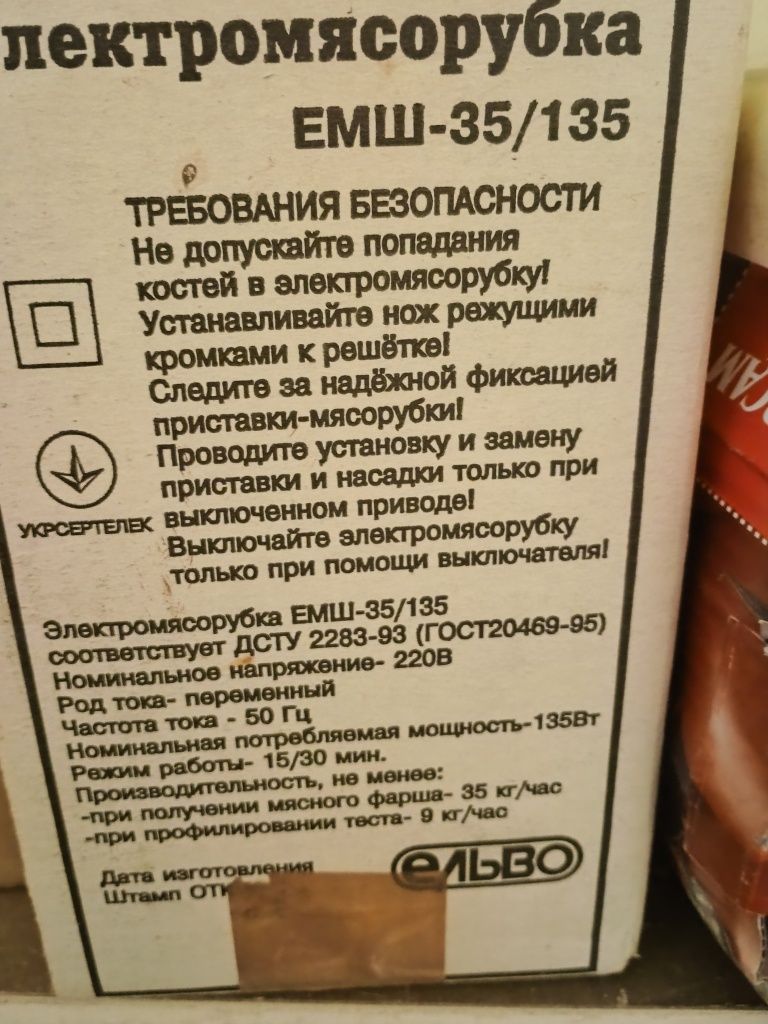 лектромясорубка
ЕМШ-35/135
ТРЕБОВАНИЯ БЕЗОПАСНОСТИ
Не допускайте попадания
костей в электромясорубку!
Устанавливайте нож режущими
кромками к решётке!
Следите за надёжной фиксацией
приставки-мясорубки!
Проводите установку и замену
приставки и насадки только при
выключенном приводе!
Выключайте электромясорубку
только при помощи выключателя!
УКРСЕРТЕЛЕК
Электромясорубка ЕМШ-35/135
соответствует ДСТУ 2283-93 (ГОСТ20469-95)
Номинальное напряжение- 220В
Род тока- переменный
Частота тока - 50 Гц
Номинальная потребляемая мощность-135Вт
Режим работы- 15/30 мин.
Производительность, не менее:
-при получении мясного фарша- 35 кг/час
-при профилировании теста- 9 кг/час
Дата изготовления
Штамп ОТК
ельво